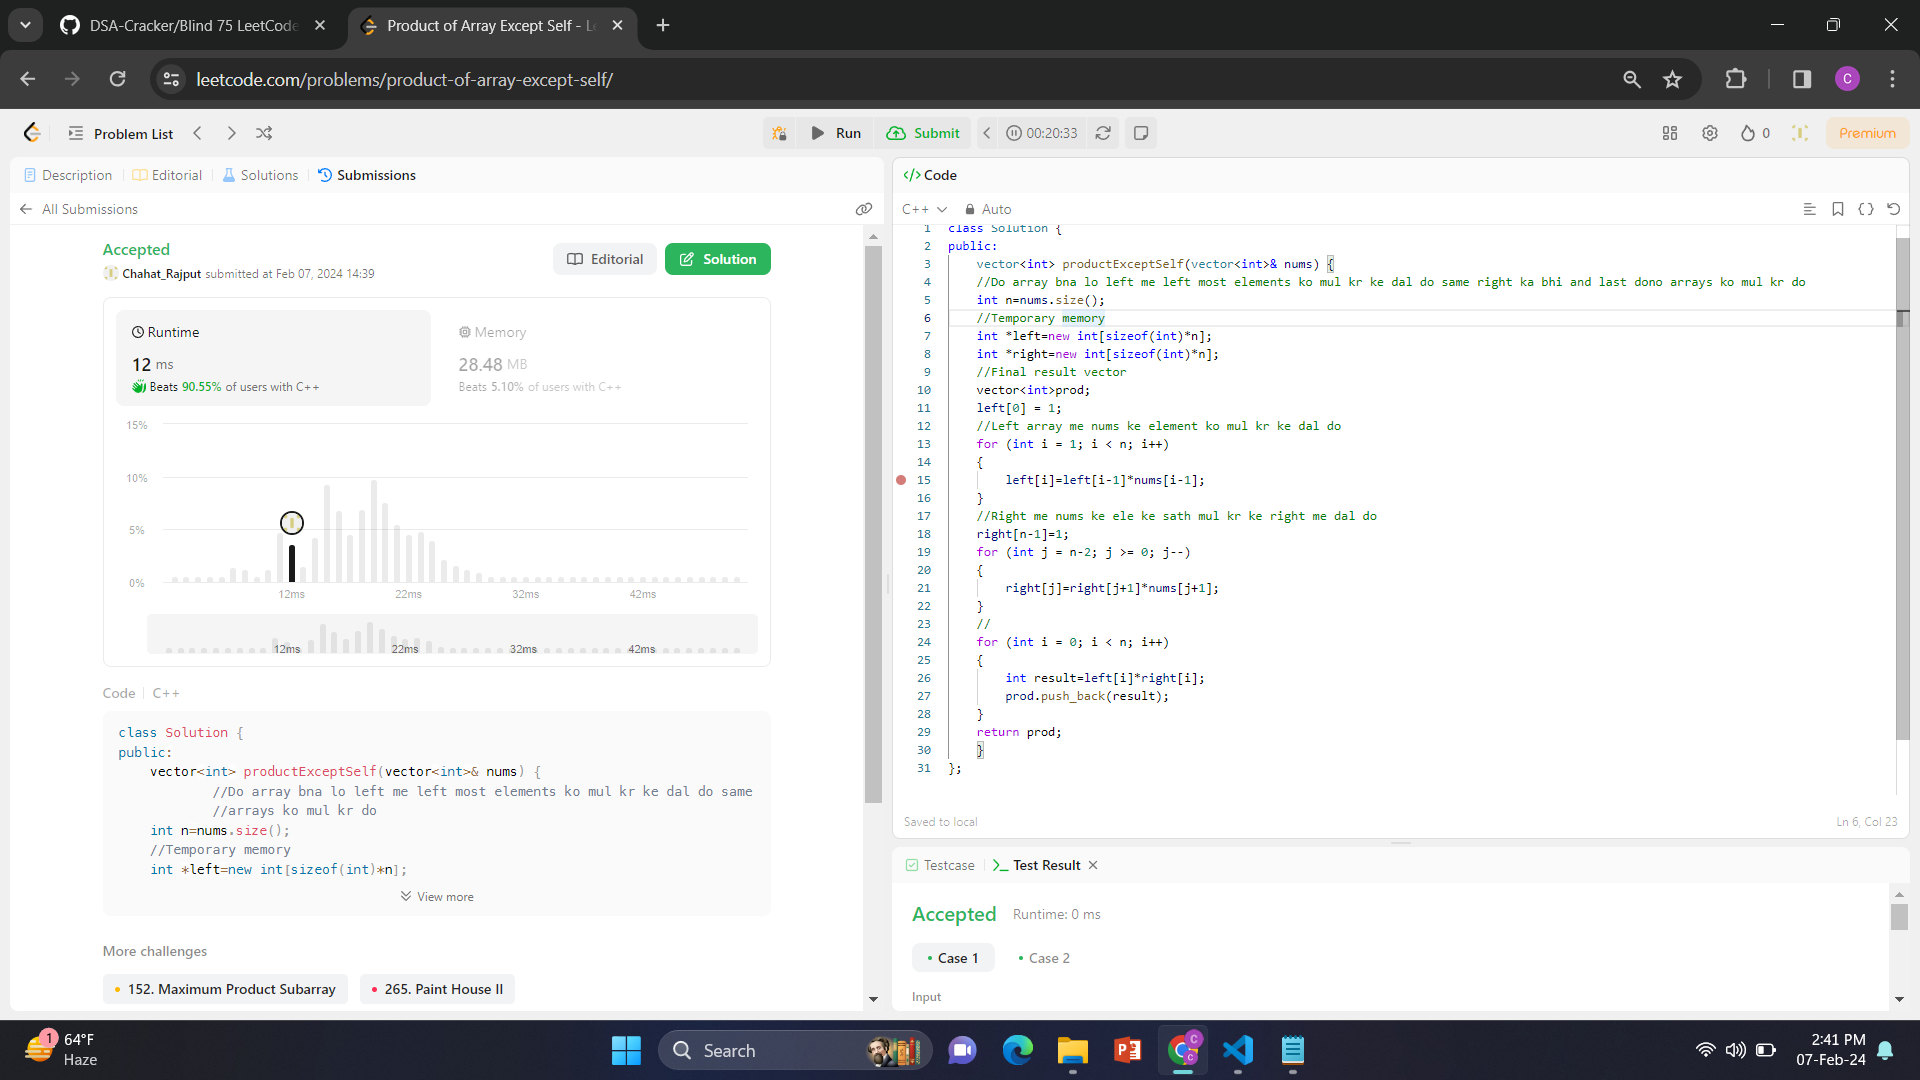 DSA-Cracker/Blind 75 LeetCode
Product of Array Except Self - Le
leetcode.com/problems/product-of-array-except-self/
C
Problem List
Run
Submit
00:20:33
0
Premium
Description
Editorial
Solutions
Submissions
All Submissions
Accepted
Chahat_Rajput submitted at Feb 07, 2024 14:39
Editorial
Solution
Runtime
12 ms
Beats 90.55% of users with C++
Memory
28.48 MB
Beats 5.10% of users with C++
15%
10%
5%
0%
12ms 22ms 32ms 42ms
12ms 22ms 32ms 42ms
Code C++
class Solution {
public:
    vector<int> productExceptSelf(vector<int>& nums) {
            //Do array bna lo left me left most elements ko mul kr ke dal do same
            //arrays ko mul kr do
    int n=nums.size();
    //Temporary memory
    int *left=new int[sizeof(int)*n];
View more
More challenges
152. Maximum Product Subarray
265. Paint House II
Code
C++ Auto
1 class Solution {
2 public:
3     vector<int> productExceptSelf(vector<int>& nums) {
4     //Do array bna lo left me left most elements ko mul kr ke dal do same right ka bhi and last dono arrays ko mul kr do
5     int n=nums.size();
6     //Temporary memory
7     int *left=new int[sizeof(int)*n];
8     int *right=new int[sizeof(int)*n];
9     //Final result vector
10     vector<int>prod;
11     left[0] = 1;
12     //Left array me nums ke element ko mul kr ke dal do
13     for (int i = 1; i < n; i++)
14     {
15         left[i]=left[i-1]*nums[i-1];
16     }
17     //Right me nums ke ele ke sath mul kr ke right me dal do
18     right[n-1]=1;
19     for (int j = n-2; j >= 0; j--)
20     {
21         right[j]=right[j+1]*nums[j+1];
22     }
23     //
24     for (int i = 0; i < n; i++)
25     {
26         int result=left[i]*right[i];
27         prod.push_back(result);
28     }
29     return prod;
30     }
31 };
Saved to local
Ln 6, Col 23
Testcase
Test Result
Accepted
Runtime: 0 ms
Case 1
Case 2
Input
1
64°F
Haze
Search
C
C
2:41 PM
07-Feb-24